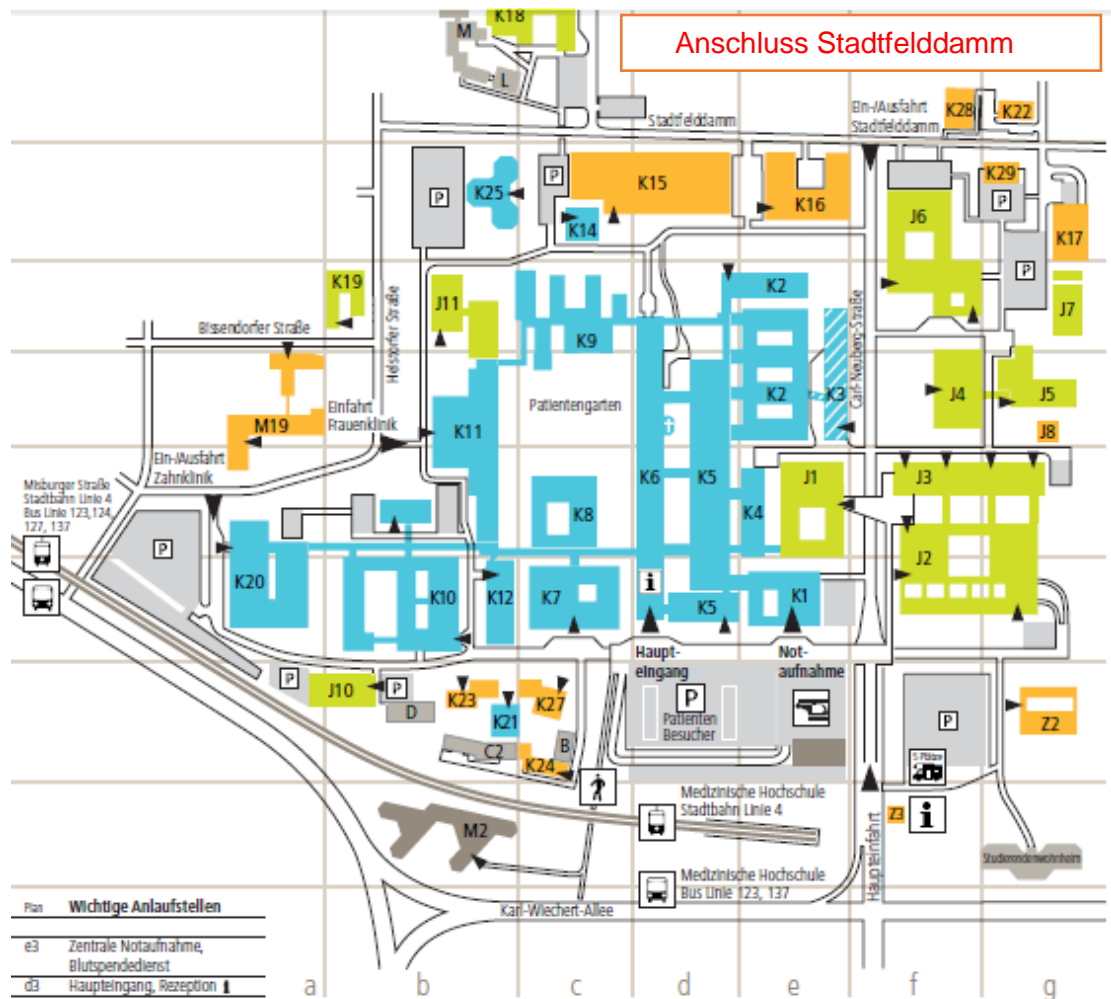 K18
Anschluss Stadtfelddamm
M
L
K28
K22
Ein-/Ausfahrt
Stadtfelddamm
Stadtfelddamm
K25
P
P
K15
K16
K29
P
K14
J6
K17
K19
J11
K2
P
J7
Bissendorfer Straße
Helstorfer Straße
K9
Carl-Neuberg-Straße
Patientengarten
K2
K3
J4
J5
M19
Einfahrt
Frauenklinik
K11
J8
Ein-/Ausfahrt
Zahnklinik
K6
K5
J1
J3
Misburger Straße
Stadtbahn Linie 4
Bus Linie 123,124,
127, 137
K8
K4
P
K20
K10
K12
K7
i
K5
K1
J2
Haupt-
eingang
Not-
aufnahme
P
J10
P
D
K23
K21
K27
P
Patienten
Besucher
P
Z2
C2
B
K24
5 Plätze
Medizinische Hochschule
Stadtbahn Linie 4
Z3
i
M2
Haupteinfahrt
Studierendenwohnheim
Medizinische Hochschule
Bus Linie 123, 137
Karl-Wiechert-Allee
Plan Wichtige Anlaufstellen
e3 Zentrale Notaufnahme,
Blutspendedienst
d3 Haupteingang, Rezeption i
a b c d e f g